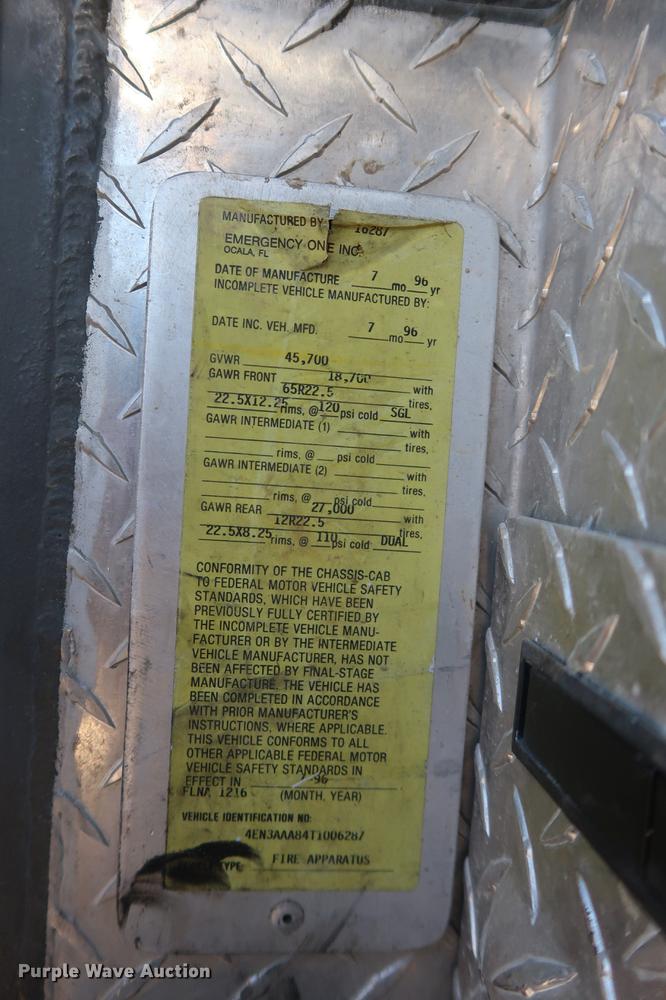 MANUFACTURED BY 16287
EMERGENCY ONE INC.
OCALA, FL
DATE OF MANUFACTURE 7 mo 96 yr
INCOMPLETE VEHICLE MANUFACTURED BY:
DATE INC. VEH. MFD. 7 mo 96 yr
GVWR 45,700
GAWR FRONT 18,700 with
65R22.5 tires,
22.5X12.25 rims, @ 120 psi cold SGL
GAWR INTERMEDIATE (1) with
tires,
rims, @ psi cold
GAWR INTERMEDIATE (2) with
tires,
rims, @ psi cold
GAWR REAR 27,000 with
12R22.5 tires,
22.5X8.25 rims, @ 110 psi cold DUAL
CONFORMITY OF THE CHASSIS-CAB
TO FEDERAL MOTOR VEHICLE SAFETY
STANDARDS, WHICH HAVE BEEN
PREVIOUSLY FULLY CERTIFIED BY
THE INCOMPLETE VEHICLE MANU-
FACTURER OR BY THE INTERMEDIATE
VEHICLE MANUFACTURER, HAS NOT
BEEN AFFECTED BY FINAL-STAGE
MANUFACTURE. THE VEHICLE HAS
BEEN COMPLETED IN ACCORDANCE
WITH PRIOR MANUFACTURER'S
INSTRUCTIONS, WHERE APPLICABLE.
THIS VEHICLE CONFORMS TO ALL
OTHER APPLICABLE FEDERAL MOTOR
VEHICLE SAFETY STANDARDS IN
EFFECT IN 96
FLNA 1216 (MONTH, YEAR)
VEHICLE IDENTIFICATION NO:
4EN3AAA84T1006287
TYPE FIRE APPARATUS
Purple Wave Auction